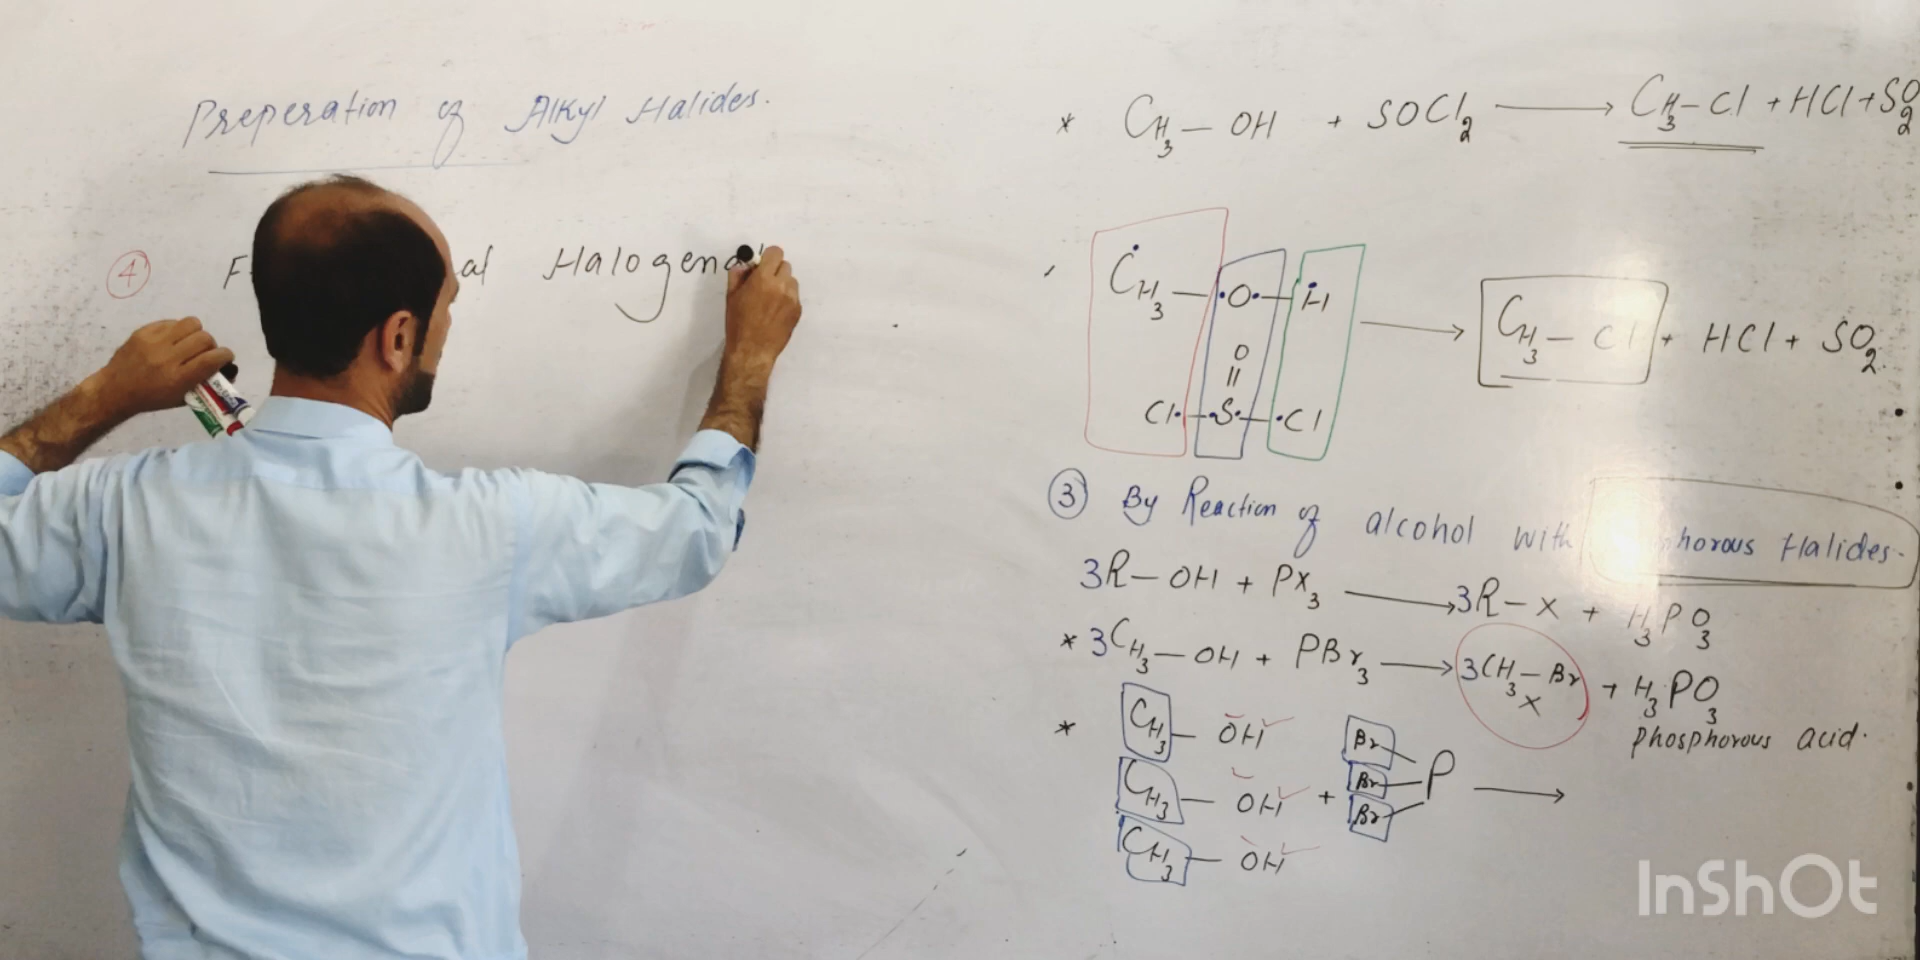 Preperation of Alkyl Halides.
④ al Halogena
* CH3 — OH + SOCl2 → CH3 — Cl + HCl + SO2
CH3 — O — H → CH3 — Cl + HCl + SO2.
O
||
Cl — S — Cl
③ By Reaction of alcohol with horous Halides.
3R — OH + PX3 → 3R — X + H3PO3
* 3CH3 — OH + PBr3 → 3CH3 — Br + H3PO3
X
Phosphorous acid.
* CH3 — OH Br
CH3 — OH + Br P →
CH3 — OH Br
InShOt